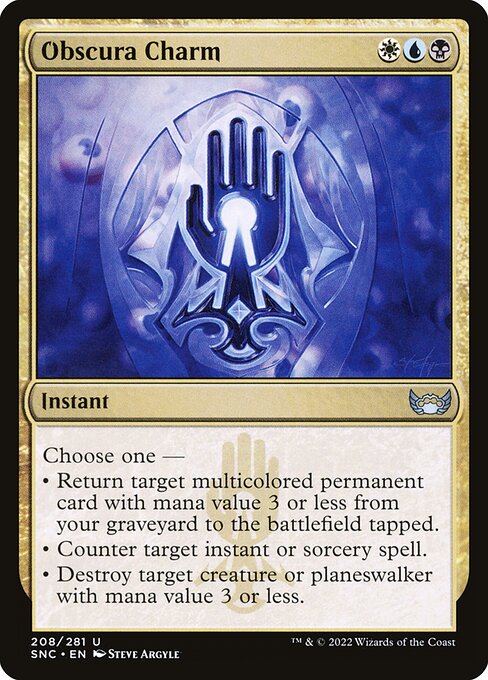 Obscura Charm
Instant
Choose one —
• Return target multicolored permanent
card with mana value 3 or less from
your graveyard to the battlefield tapped.
• Counter target instant or sorcery spell.
• Destroy target creature or planeswalker
with mana value 3 or less.
208/281 U
SNC • EN Steve Argyle
™ & © 2022 Wizards of the Coast